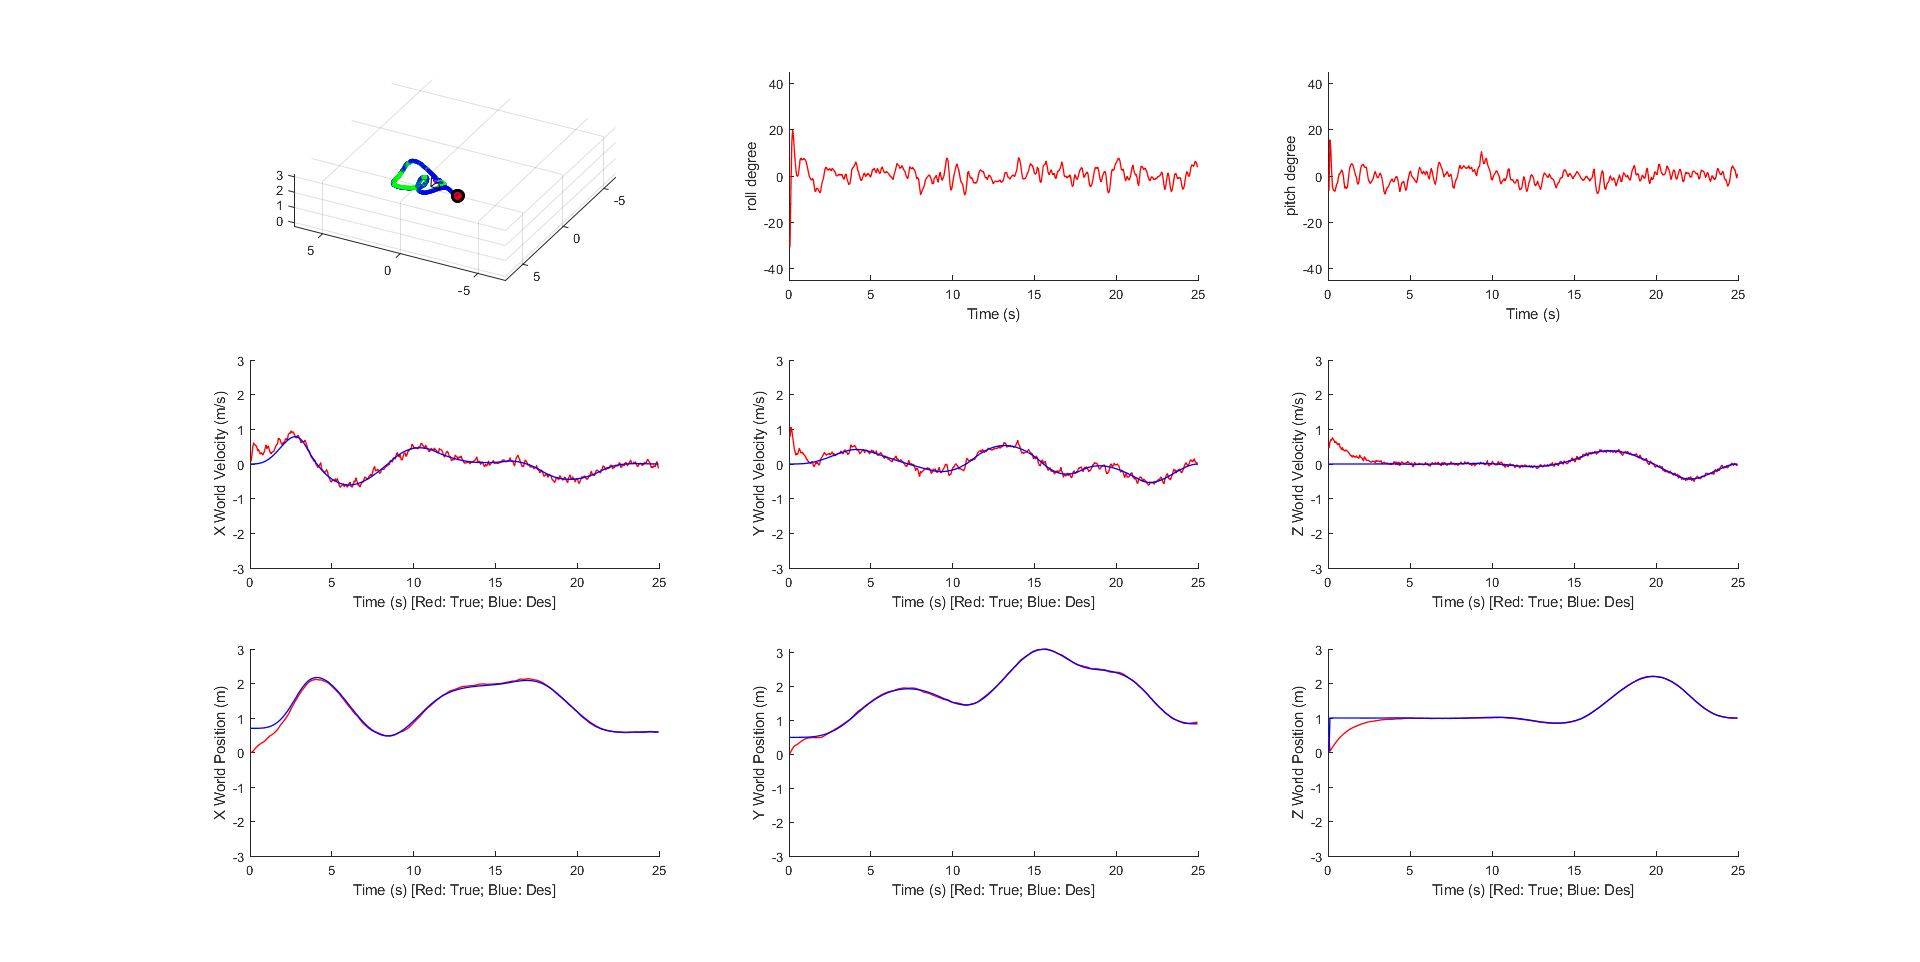 3
2
1
0
5
0
-5
5
0
-5
40
20
0
-20
-40
roll degree
0 5 10 15 20 25
Time (s)
40
20
0
-20
-40
pitch degree
0 5 10 15 20 25
Time (s)
3
2
1
0
-1
-2
-3
X World Velocity (m/s)
0 5 10 15 20 25
Time (s) [Red: True; Blue: Des]
3
2
1
0
-1
-2
-3
Y World Velocity (m/s)
0 5 10 15 20 25
Time (s) [Red: True; Blue: Des]
3
2
1
0
-1
-2
-3
Z World Velocity (m/s)
0 5 10 15 20 25
Time (s) [Red: True; Blue: Des]
3
2
1
0
-1
-2
-3
X World Position (m)
0 5 10 15 20 25
Time (s) [Red: True; Blue: Des]
3
2
1
0
-1
-2
-3
Y World Position (m)
0 5 10 15 20 25
Time (s) [Red: True; Blue: Des]
3
2
1
0
-1
-2
-3
Z World Position (m)
0 5 10 15 20 25
Time (s) [Red: True; Blue: Des]